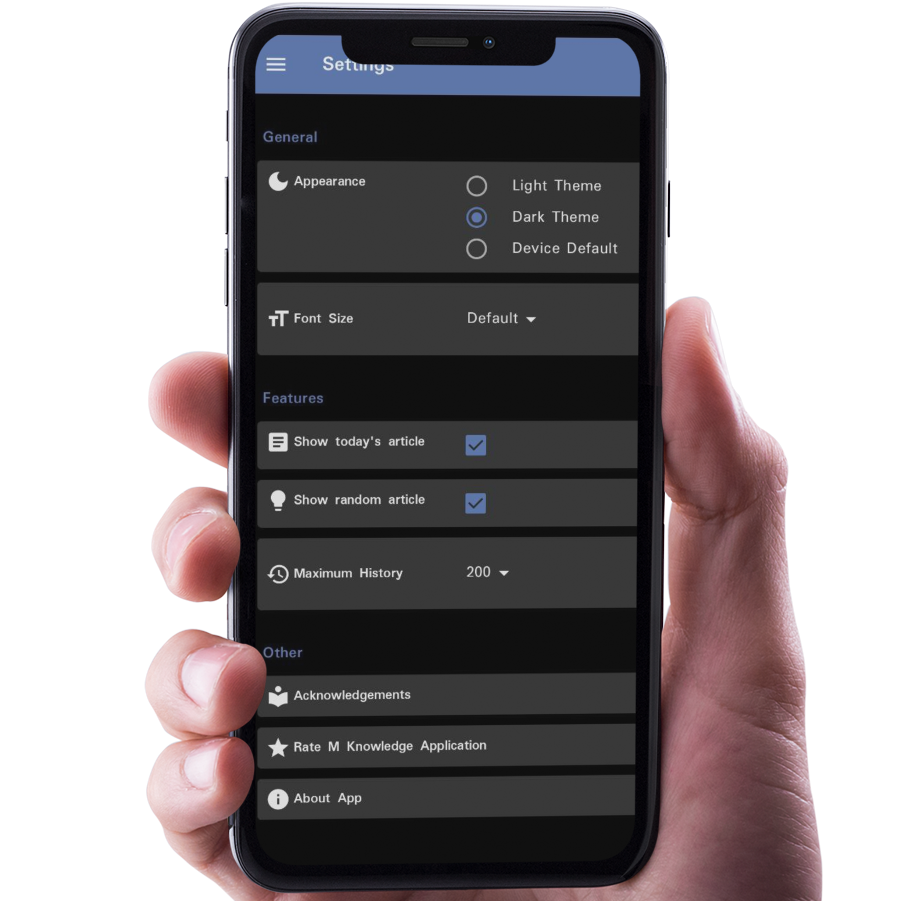 Settings
General
Appearance
Light Theme
Dark Theme
Device Default
Font Size
Default
Features
Show today's article
Show random article
Maximum History
200
Other
Acknowledgements
Rate M Knowledge Application
About App